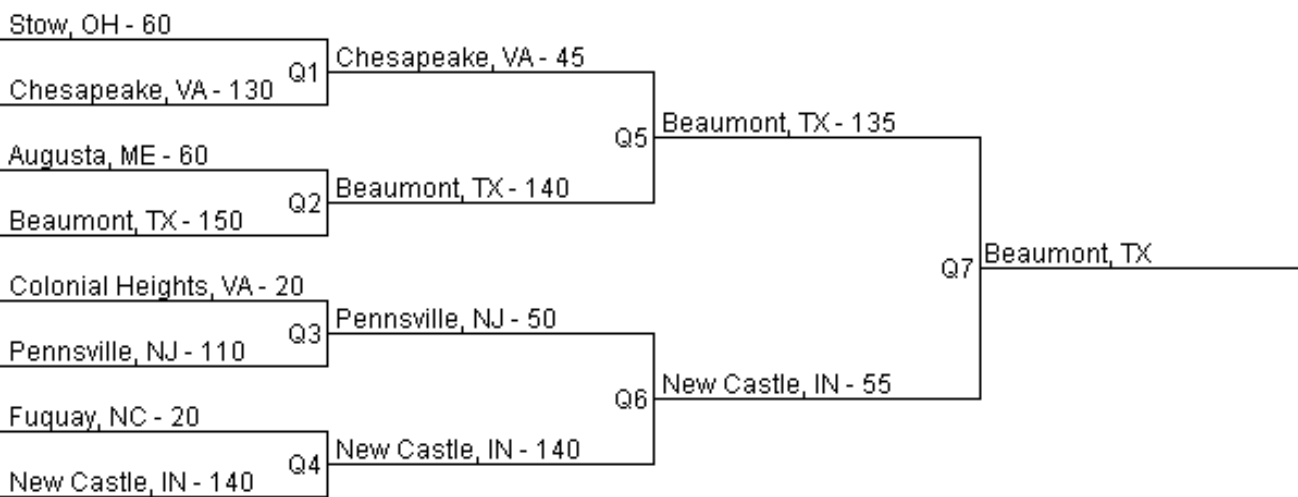 Stow, OH - 60
Q1
Chesapeake, VA - 130
Chesapeake, VA - 45
Q5
Augusta, ME - 60
Q2
Beaumont, TX - 150
Beaumont, TX - 140
Beaumont, TX - 135
Q7
Beaumont, TX
Colonial Heights, VA - 20
Q3
Pennsville, NJ - 110
Pennsville, NJ - 50
Q6
New Castle, IN - 55
Fuquay, NC - 20
Q4
New Castle, IN - 140
New Castle, IN - 140